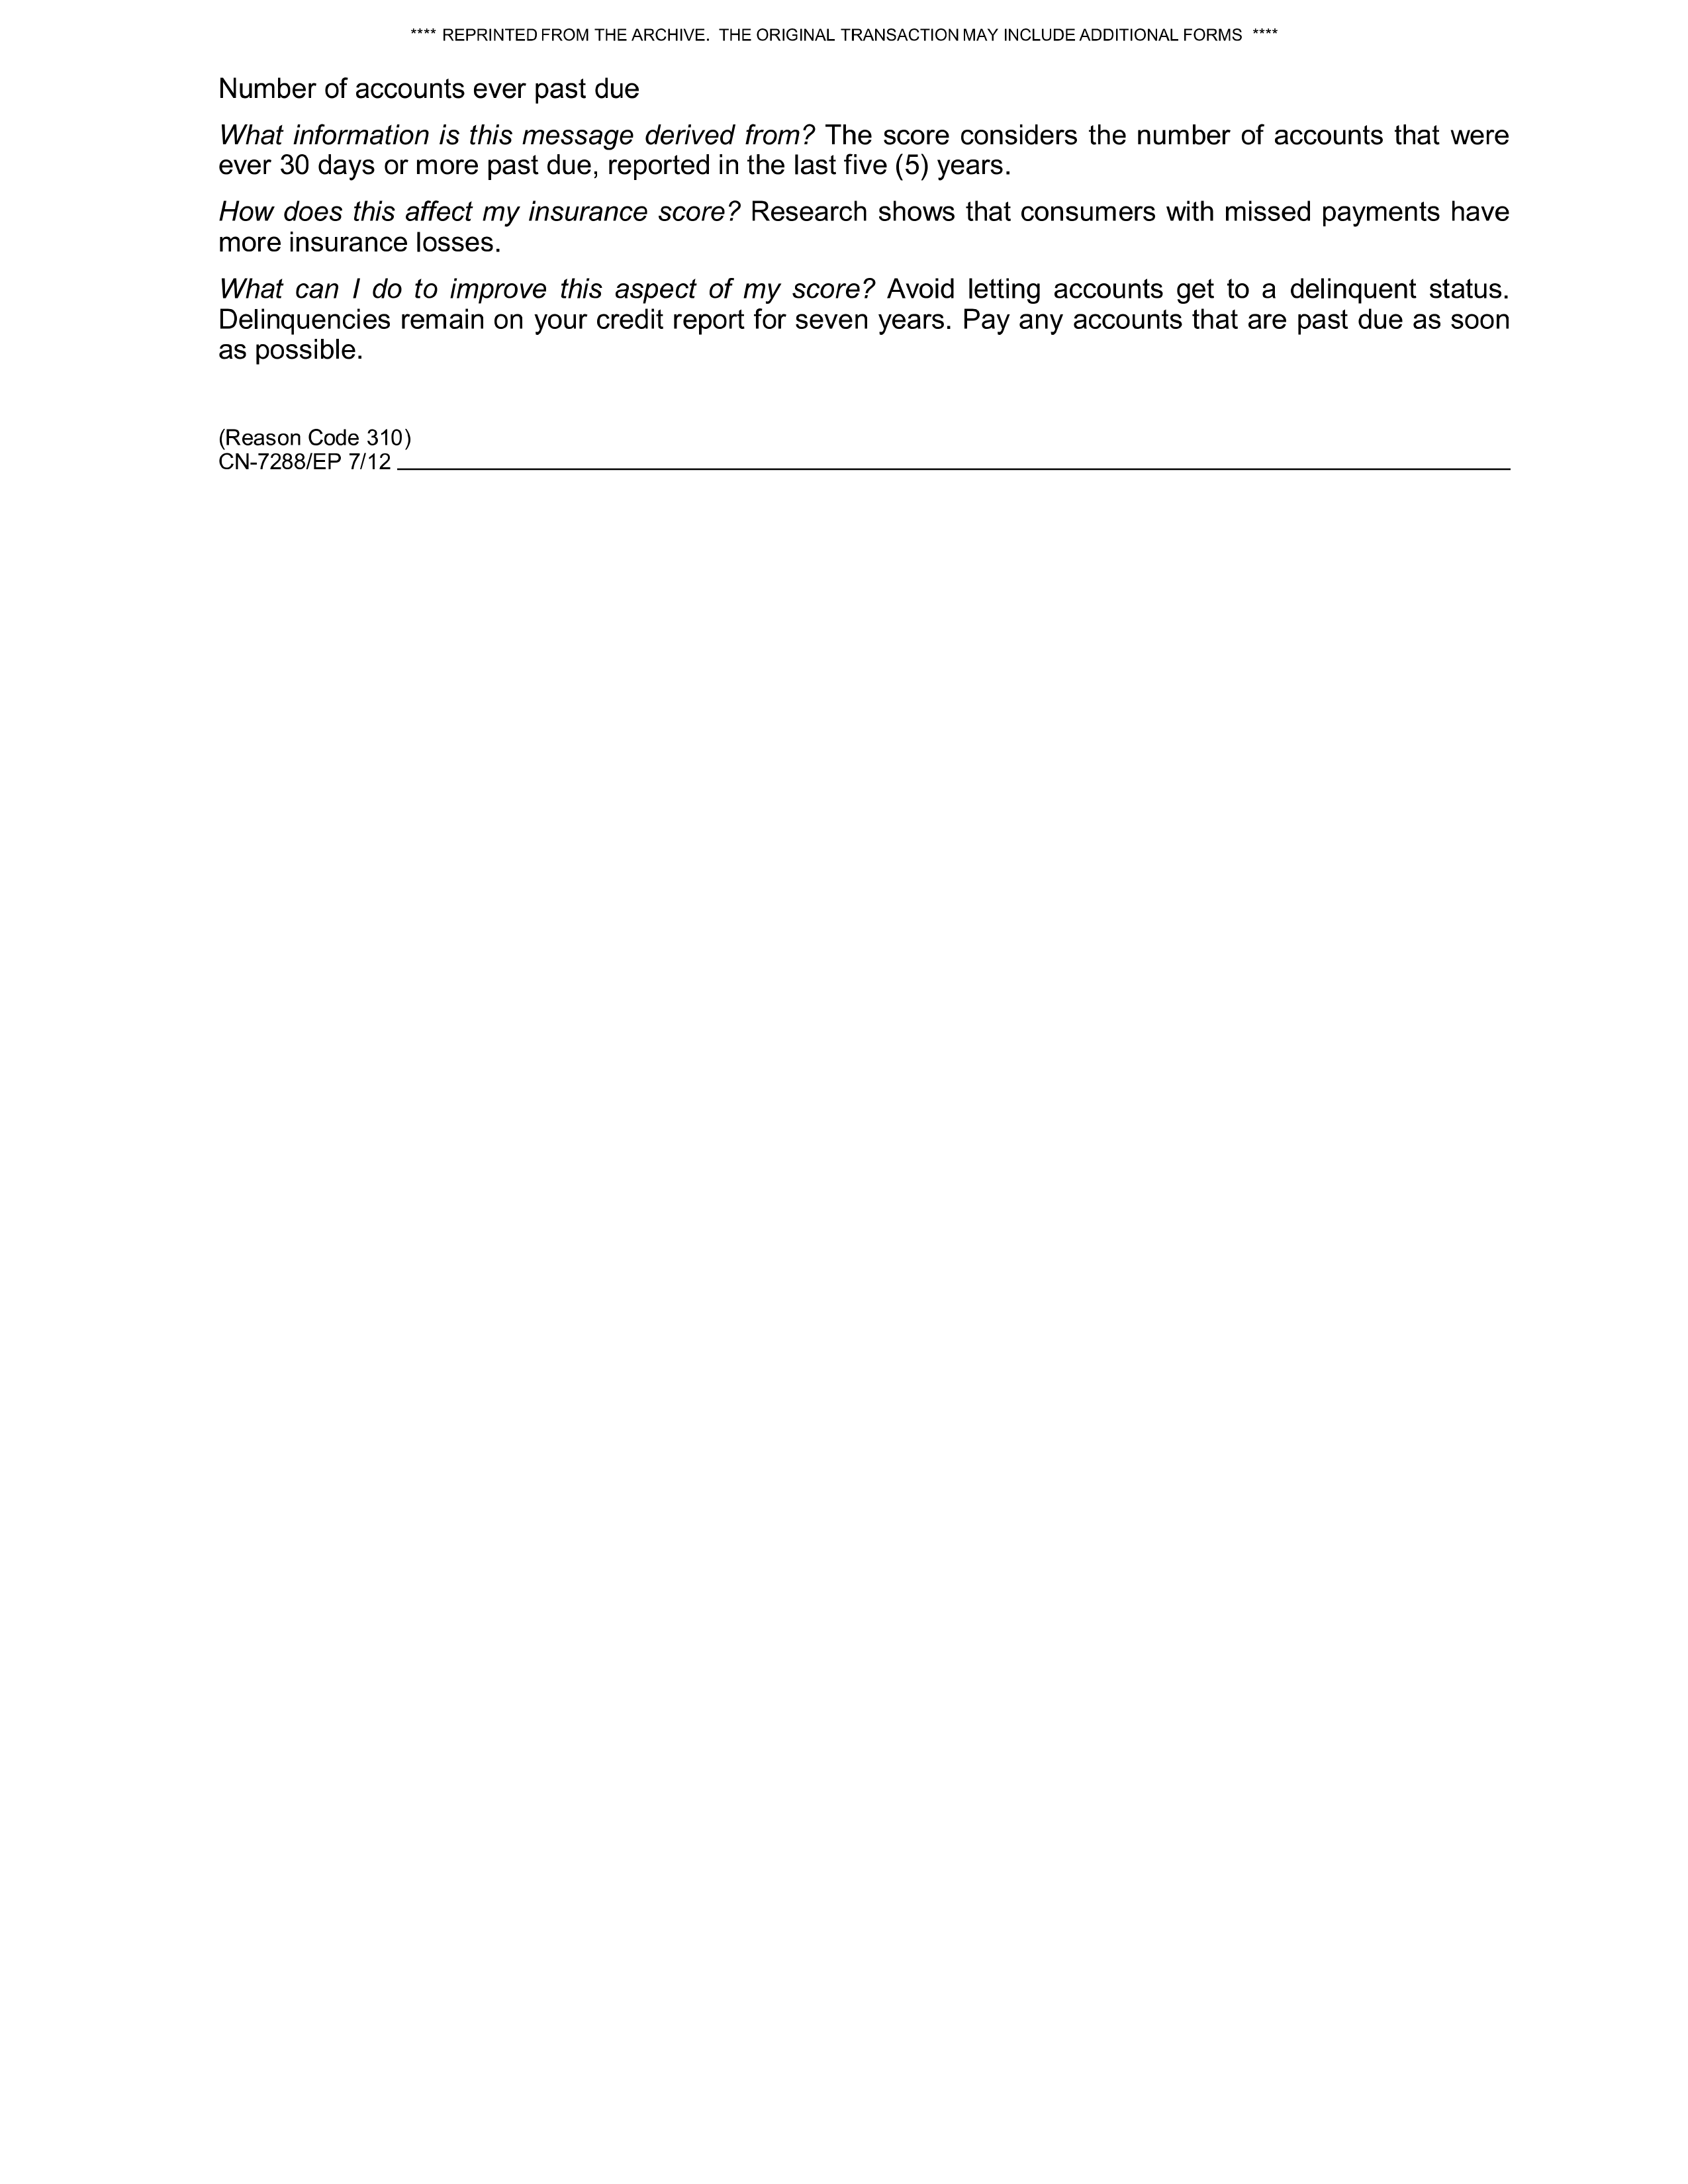 **** REPRINTED FROM THE ARCHIVE. THE ORIGINAL TRANSACTION MAY INCLUDE ADDITIONAL FORMS ****
Number of accounts ever past due
What information is this message derived from? The score considers the number of accounts that were
ever 30 days or more past due, reported in the last five (5) years.
How does this affect my insurance score? Research shows that consumers with missed payments have
more insurance losses.
What can I do to improve this aspect of my score? Avoid letting accounts get to a delinquent status.
Delinquencies remain on your credit report for seven years. Pay any accounts that are past due as soon
as possible.
(Reason Code 310)
CN-7288/EP 7/12